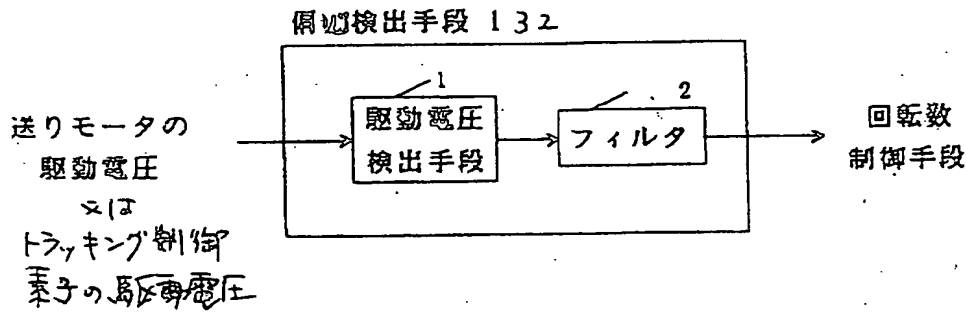 偏心検出手段 132
1
2
駆動電圧
検出手段
フィルタ
送りモータの
駆動電圧
又は
トラッキング制御
素子の駆動電圧
回転数
制御手段